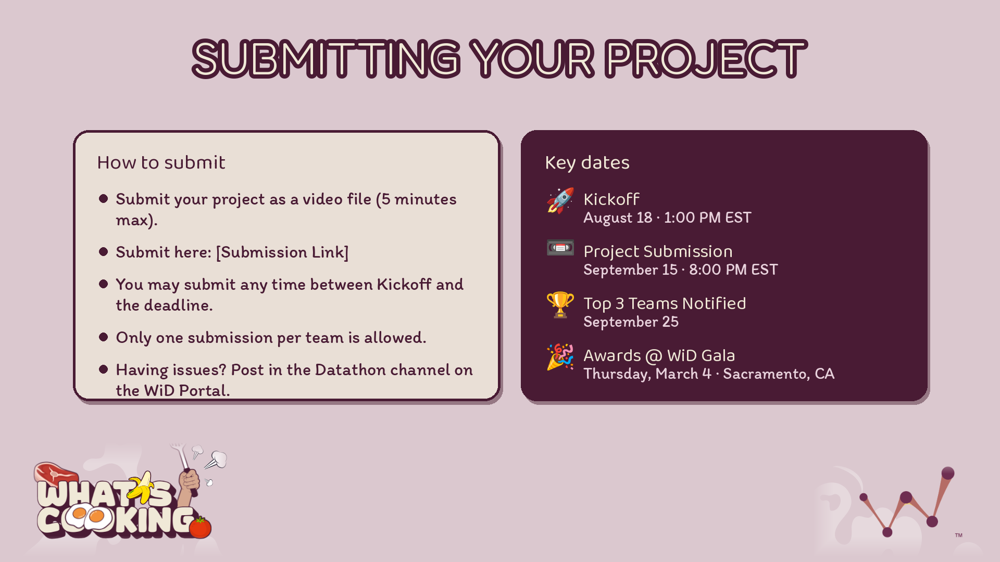 SUBMITTING YOUR PROJECT
How to submit
Submit your project as a video file (5 minutes
max).
Submit here: [Submission Link]
You may submit any time between Kickoff and
the deadline.
Only one submission per team is allowed.
Having issues? Post in the Datathon channel on
the WiD Portal.
Key dates
Kickoff
August 18 · 1:00 PM EST
Project Submission
September 15 · 8:00 PM EST
Top 3 Teams Notified
September 25
Awards @ WiD Gala
Thursday, March 4 · Sacramento, CA
WHAT'S
COOKING
TM